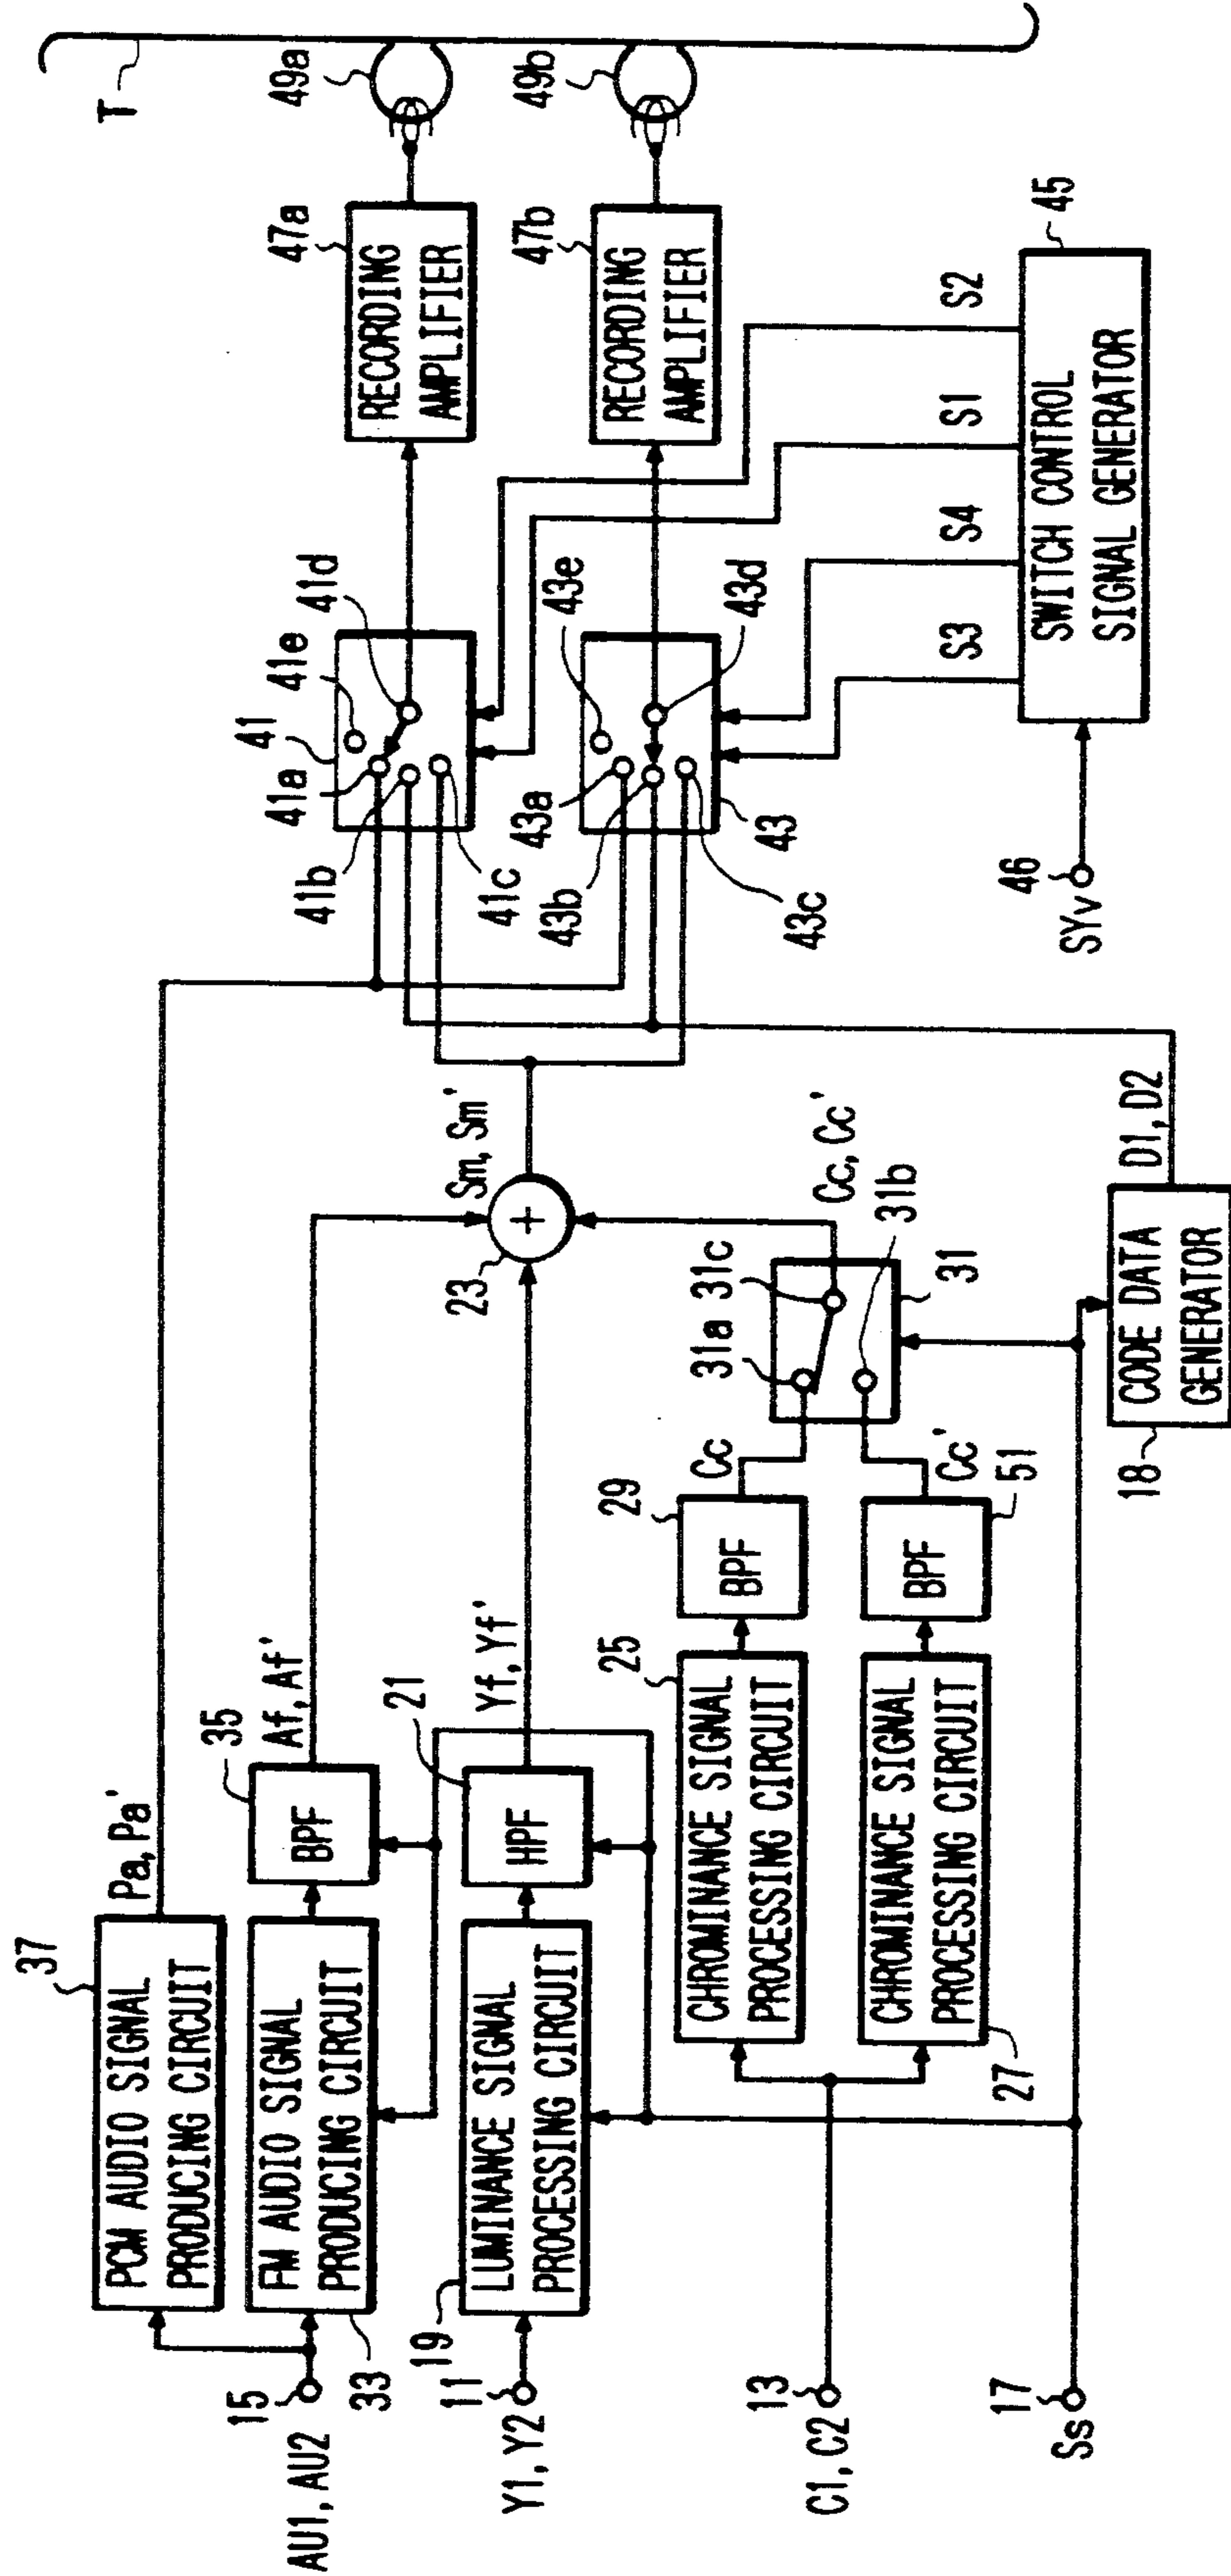 T
49a
49b
47a
RECORDING
AMPLIFIER
47b
RECORDING
AMPLIFIER
45
S2
S1
S4
S3
SWITCH CONTROL
SIGNAL GENERATOR
46
SYv
41
41e
41d
41a
41b
41c
43e
43d
43a
43b
43c
43
Sm, Sm'
23
+
Cc, Cc'
31a
31c
31b
31
D1, D2
CODE DATA
GENERATOR
18
Pa, Pa'
37
PCM AUDIO SIGNAL
PRODUCING CIRCUIT
Af, Af'
35
BPF
FM AUDIO SIGNAL
PRODUCING CIRCUIT
33
15
AU1, AU2
Yf, Yf'
21
HPF
LUMINANCE SIGNAL
PROCESSING CIRCUIT
19
11
Y1, Y2
Cc
29
BPF
25
CHROMINANCE SIGNAL
PROCESSING CIRCUIT
Cc'
51
BPF
CHROMINANCE SIGNAL
PROCESSING CIRCUIT
27
13
C1, C2
17
Ss